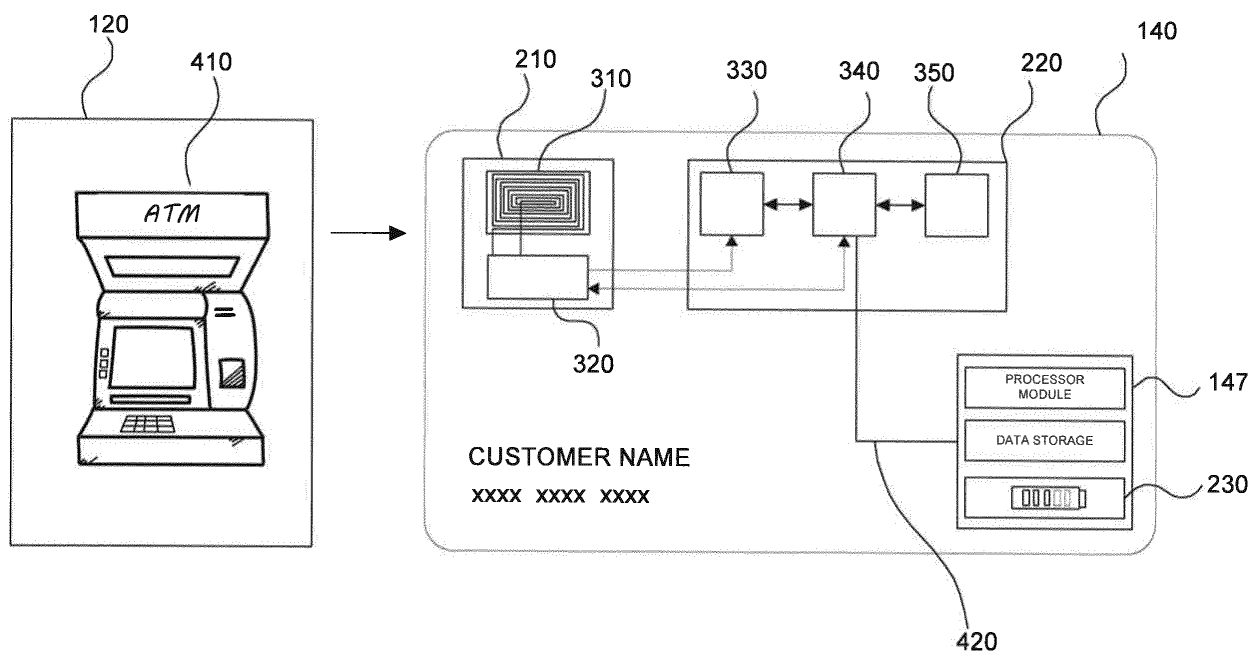 120
410
210
310
330
340
350
220
140
ATM
320
PROCESSOR
MODULE
147
DATA STORAGE
CUSTOMER NAME
XXXX XXXX XXXX
230
420